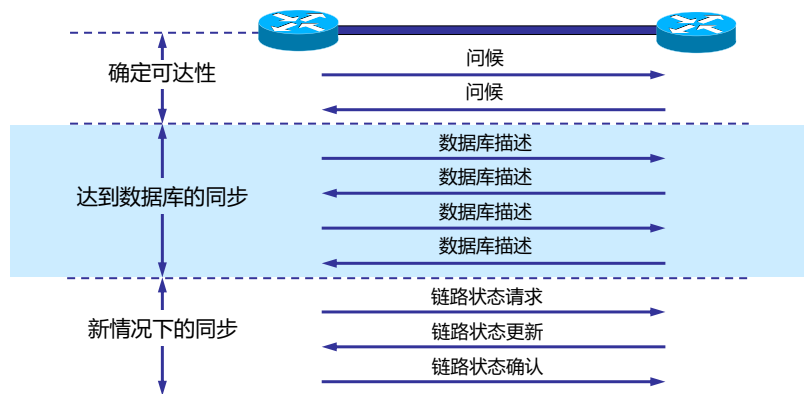 问候
确定可达性
问候
数据库描述
数据库描述
达到数据库的同步
数据库描述
数据库描述
链路状态请求
新情况下的同步
链路状态更新
链路状态确认